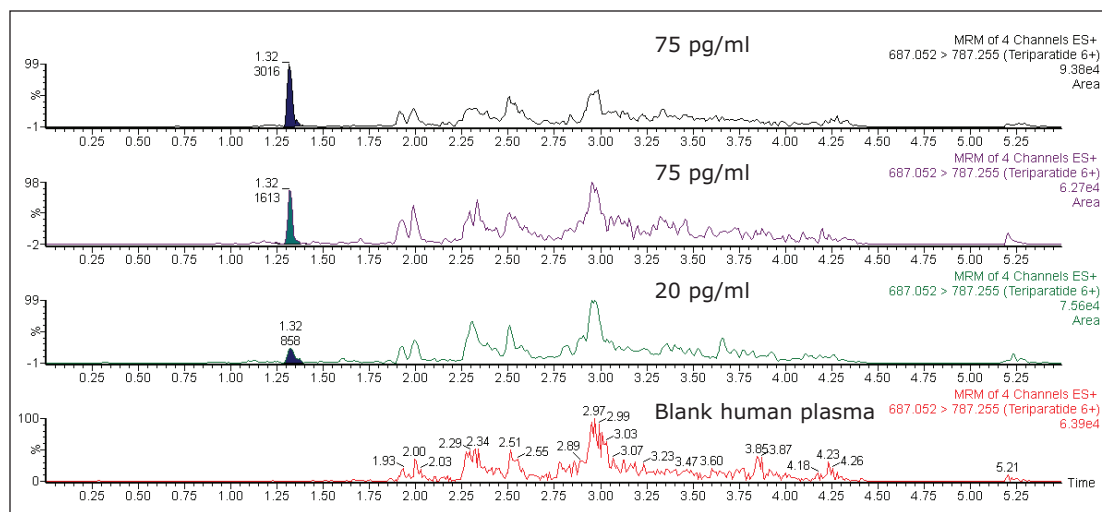 75 pg/ml
MRM of 4 Channels ES+
687.052 > 787.255 (Teriparatide 6+)
9.38e4
Area
1.32
3016
99
%
-1
0.25 0.50 0.75 1.00 1.25 1.50 1.75 2.00 2.25 2.50 2.75 3.00 3.25 3.50 3.75 4.00 4.25 4.50 4.75 5.00 5.25
75 pg/ml
MRM of 4 Channels ES+
687.052 > 787.255 (Teriparatide 6+)
6.27e4
Area
1.32
1613
98
%
-2
0.25 0.50 0.75 1.00 1.25 1.50 1.75 2.00 2.25 2.50 2.75 3.00 3.25 3.50 3.75 4.00 4.25 4.50 4.75 5.00 5.25
20 pg/ml
MRM of 4 Channels ES+
687.052 > 787.255 (Teriparatide 6+)
7.56e4
Area
1.32
858
99
%
-1
0.25 0.50 0.75 1.00 1.25 1.50 1.75 2.00 2.25 2.50 2.75 3.00 3.25 3.50 3.75 4.00 4.25 4.50 4.75 5.00 5.25
Blank human plasma
MRM of 4 Channels ES+
687.052 > 787.255 (Teriparatide 6+)
6.39e4
100
%
0
1.93 2.00 2.03 2.29 2.34 2.51 2.55 2.89 2.97 2.99 3.03 3.07 3.23 3.47 3.60 3.85 3.87 4.18 4.23 4.26 5.21
Time
0.25 0.50 0.75 1.00 1.25 1.50 1.75 2.00 2.25 2.50 2.75 3.00 3.25 3.50 3.75 4.00 4.25 4.50 4.75 5.00 5.25